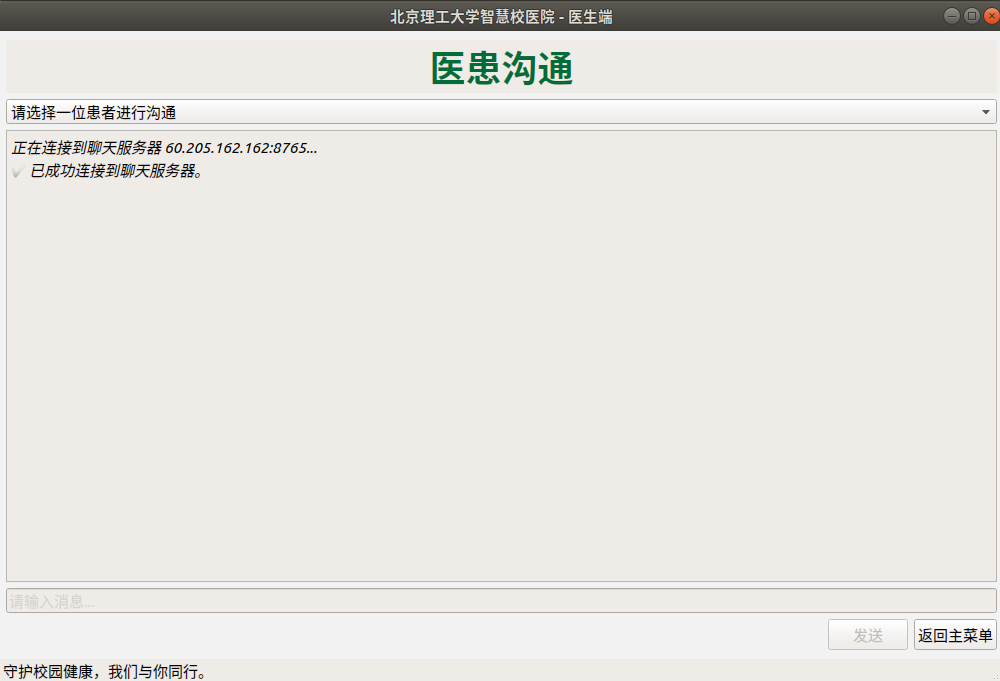 北京理工大学智慧校医院 - 医生端
医患沟通
请选择一位患者进行沟通
正在连接到聊天服务器 60.205.162.162:8765...
✓ 已成功连接到聊天服务器。
请输入消息...
发送
返回主菜单
守护校园健康，我们与你同行。